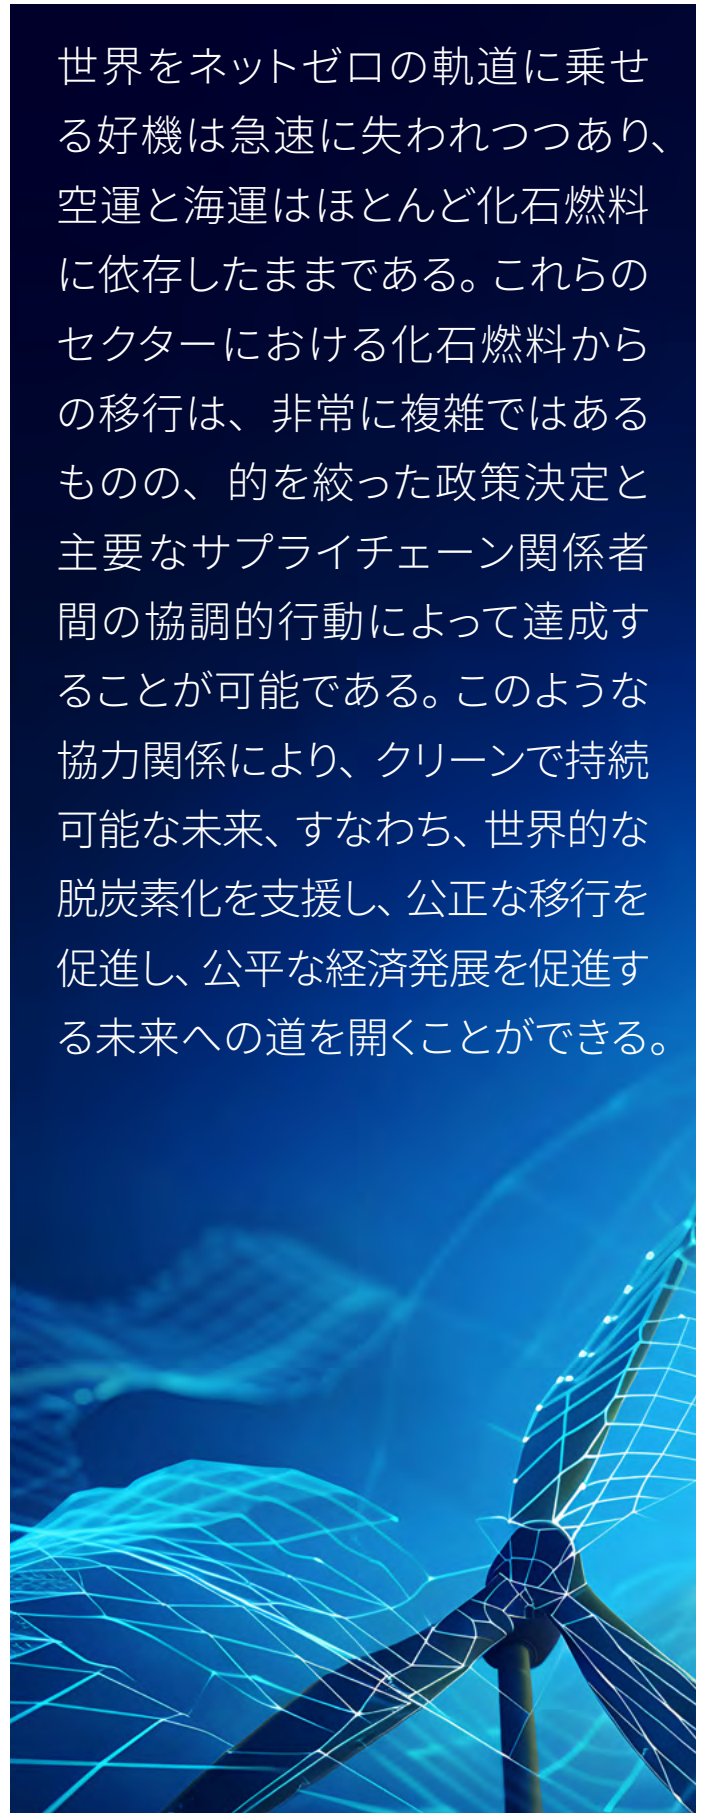 世界をネットゼロの軌道に乗せ
る好機は急速に失われつつあり、
空運と海運はほとんど化石燃料
に依存したままである。これらの
セクターにおける化石燃料から
の移行は、非常に複雑ではある
ものの、的を絞った政策決定と
主要なサプライチェーン関係者
間の協調的行動によって達成す
ることが可能である。このような
協力関係により、クリーンで持続
可能な未来、すなわち、世界的な
脱炭素化を支援し、公正な移行を
促進し、公平な経済発展を促進す
る未来への道を開くことができる。